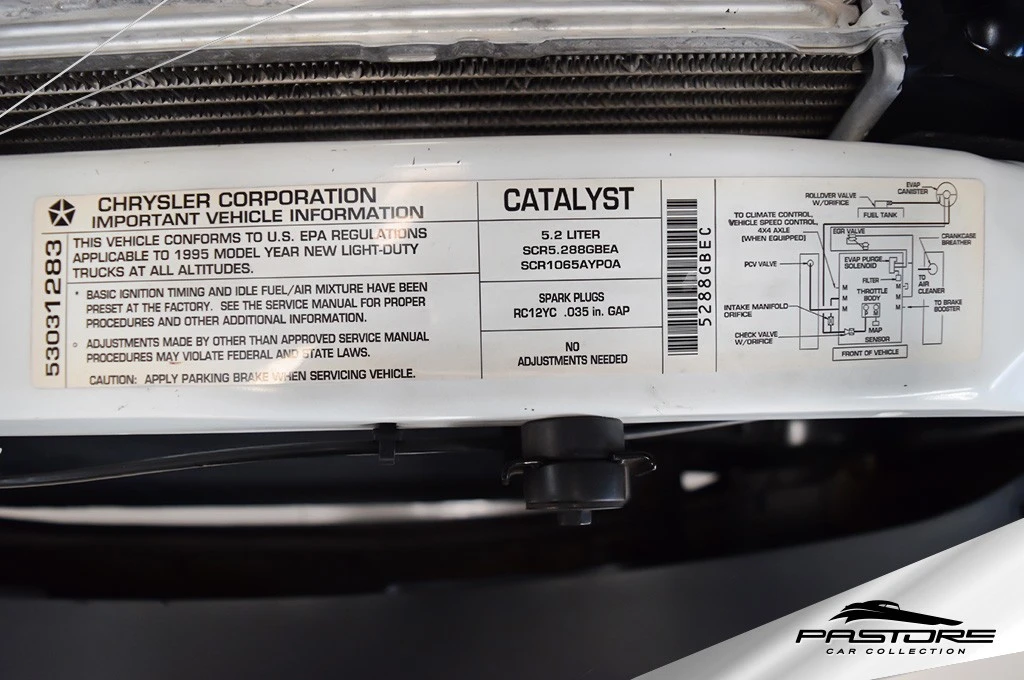 53031283
CHRYSLER CORPORATION
IMPORTANT VEHICLE INFORMATION
THIS VEHICLE CONFORMS TO U.S. EPA REGULATIONS
APPLICABLE TO 1995 MODEL YEAR NEW LIGHT-DUTY
TRUCKS AT ALL ALTITUDES.
• BASIC IGNITION TIMING AND IDLE FUEL/AIR MIXTURE HAVE BEEN
PRESET AT THE FACTORY. SEE THE SERVICE MANUAL FOR PROPER
PROCEDURES AND OTHER ADDITIONAL INFORMATION.
○ ADJUSTMENTS MADE BY OTHER THAN APPROVED SERVICE MANUAL
PROCEDURES MAY VIOLATE FEDERAL AND STATE LAWS.
CAUTION: APPLY PARKING BRAKE WHEN SERVICING VEHICLE.
CATALYST
5.2 LITER
SCR5.288GBEA
SCR1065AYP0A
SPARK PLUGS
RC12YC .035 in. GAP
NO
ADJUSTMENTS NEEDED
5288GBEC
ROLLOVER VALVE
W/ORIFICE
EVAP
CANISTER
FUEL TANK
TO CLIMATE CONTROL,
VEHICLE SPEED CONTROL
4X4 AXLE
(WHEN EQUIPPED)
EGR VALVE
CRANKCASE
BREATHER
PCV VALVE
EVAP PURGE
SOLENOID
FILTER
TO
AIR
CLEANER
THROTTLE
BODY
M
M
M
M
M
M
M
M
P
M
INTAKE MANIFOLD
ORIFICE
TO BRAKE
BOOSTER
MAP
SENSOR
CHECK VALVE
W/ORIFICE
FRONT OF VEHICLE
PASTORE
CAR COLLECTION